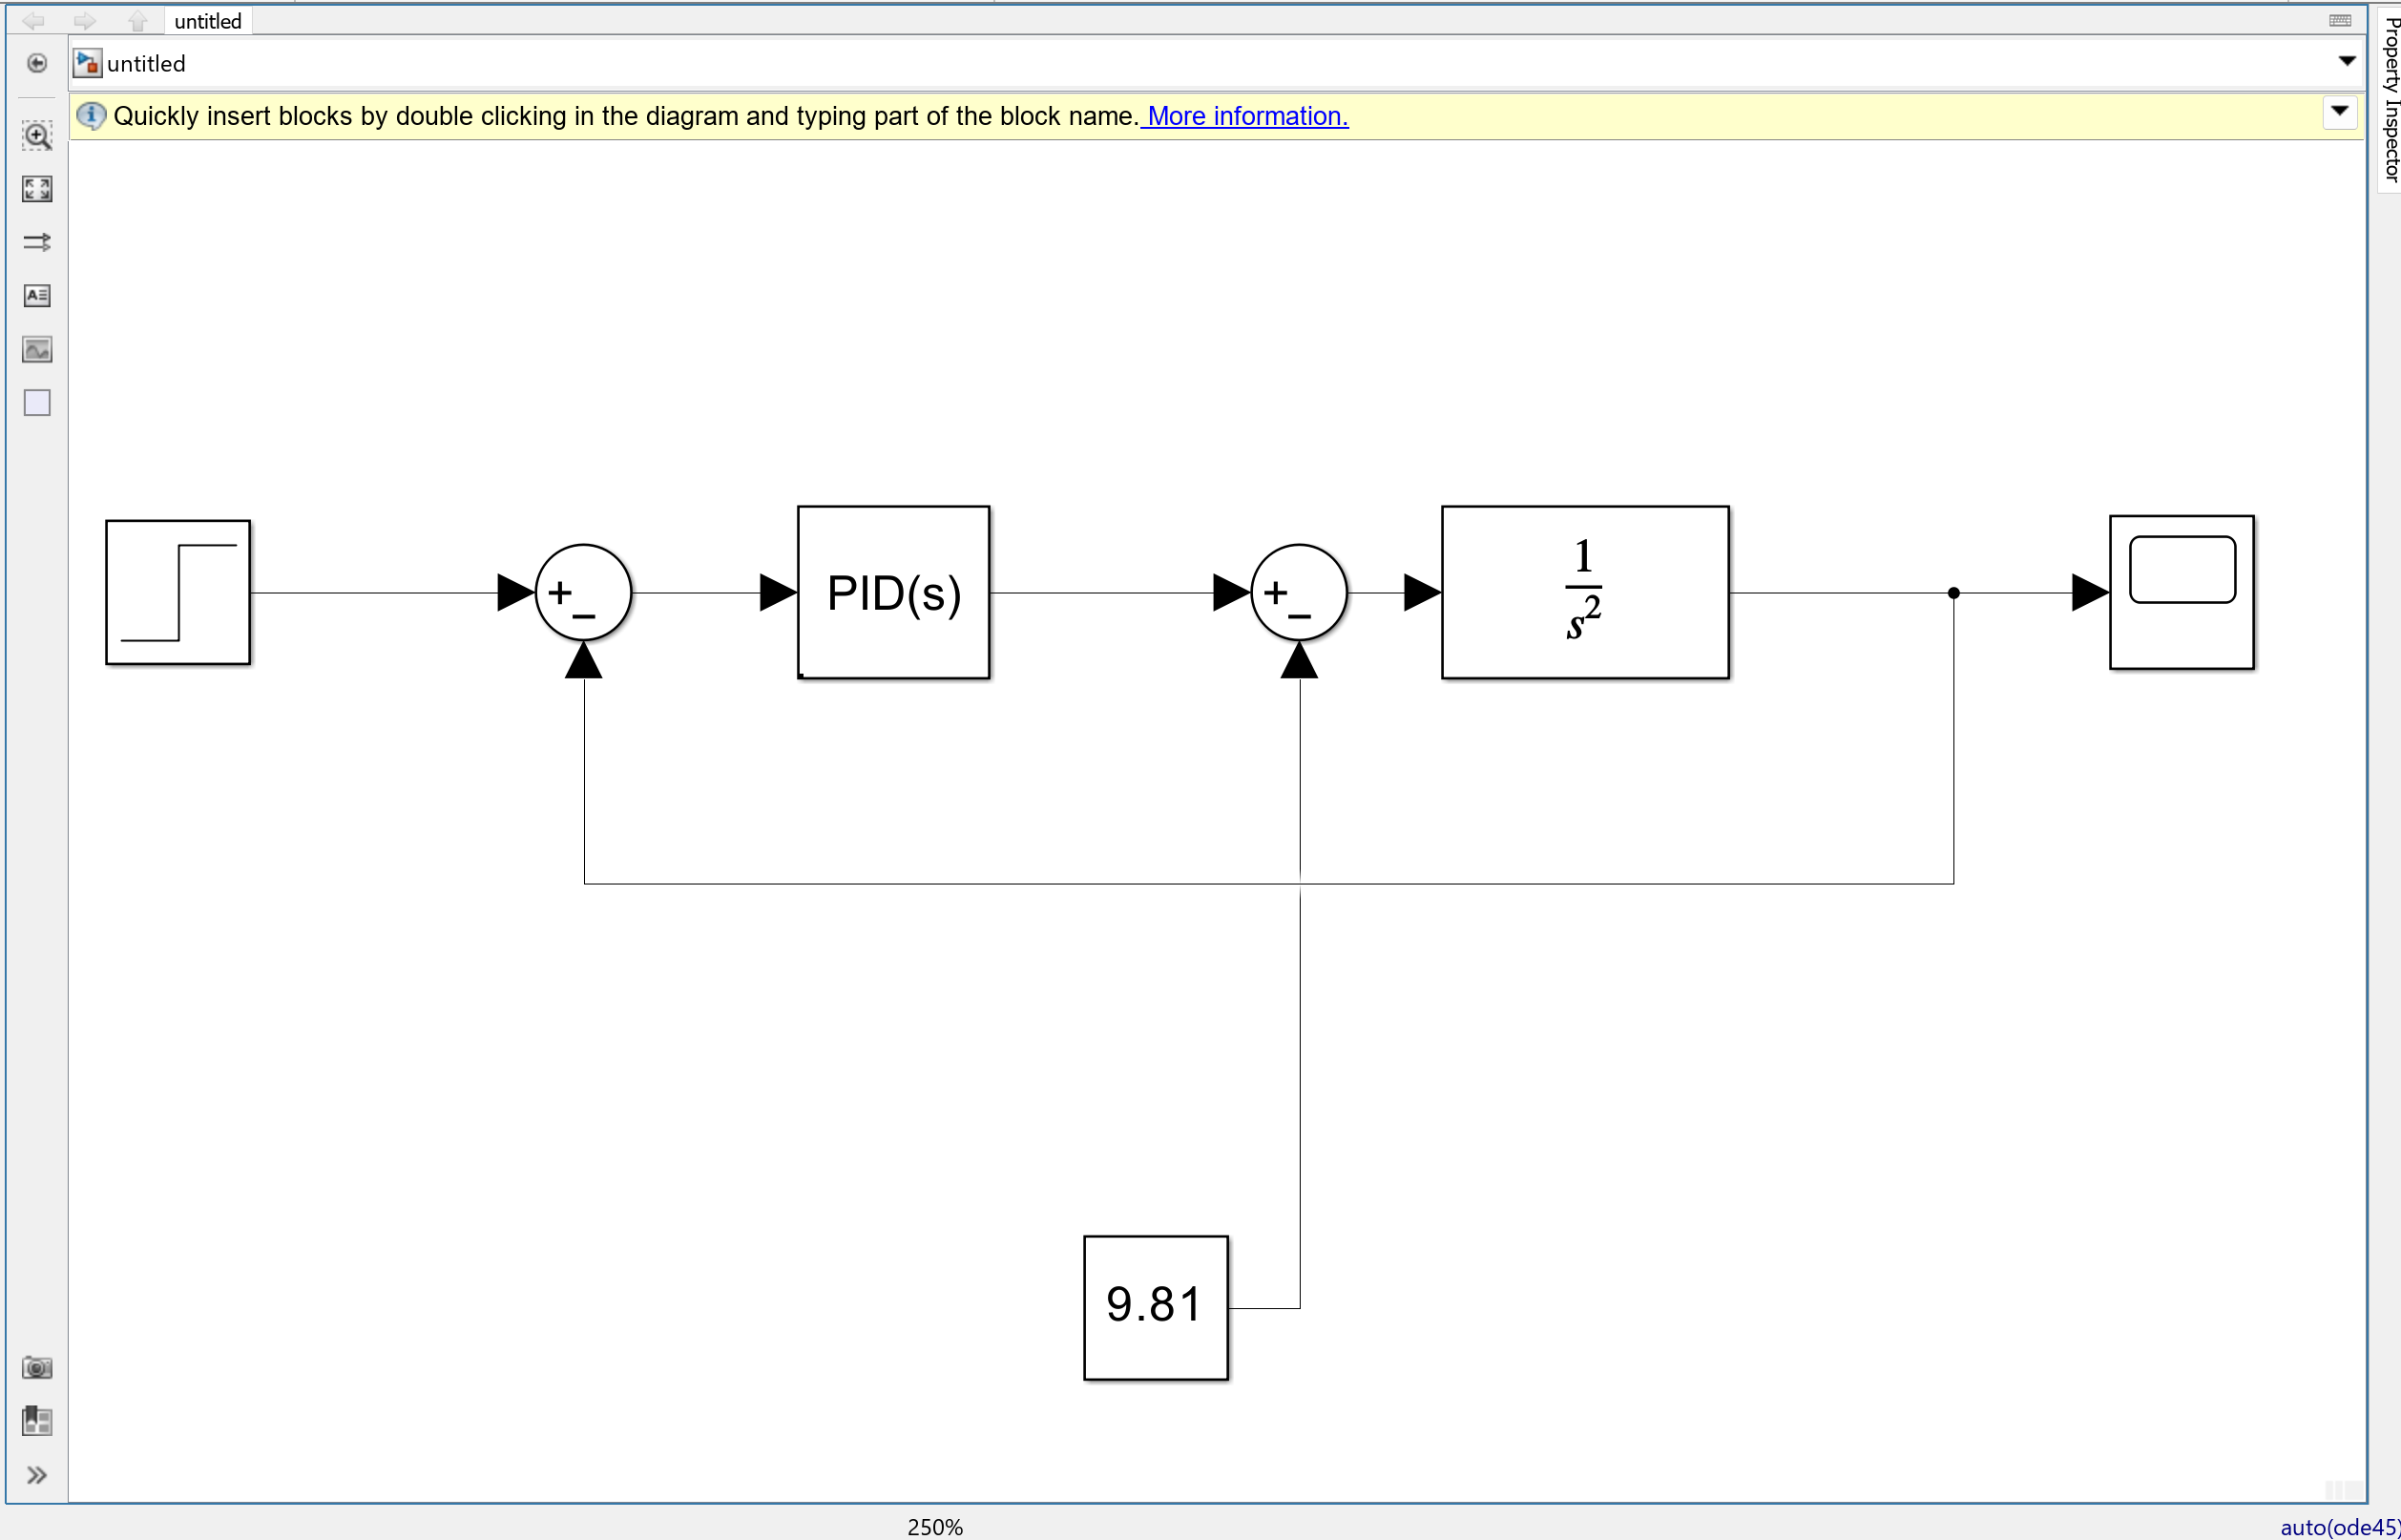 untitled
untitled
Quickly insert blocks by double clicking in the diagram and typing part of the block name. More information.
Property Inspector
+
−
PID(s)
+
−
1
s²
9.81
250%
auto(ode45)